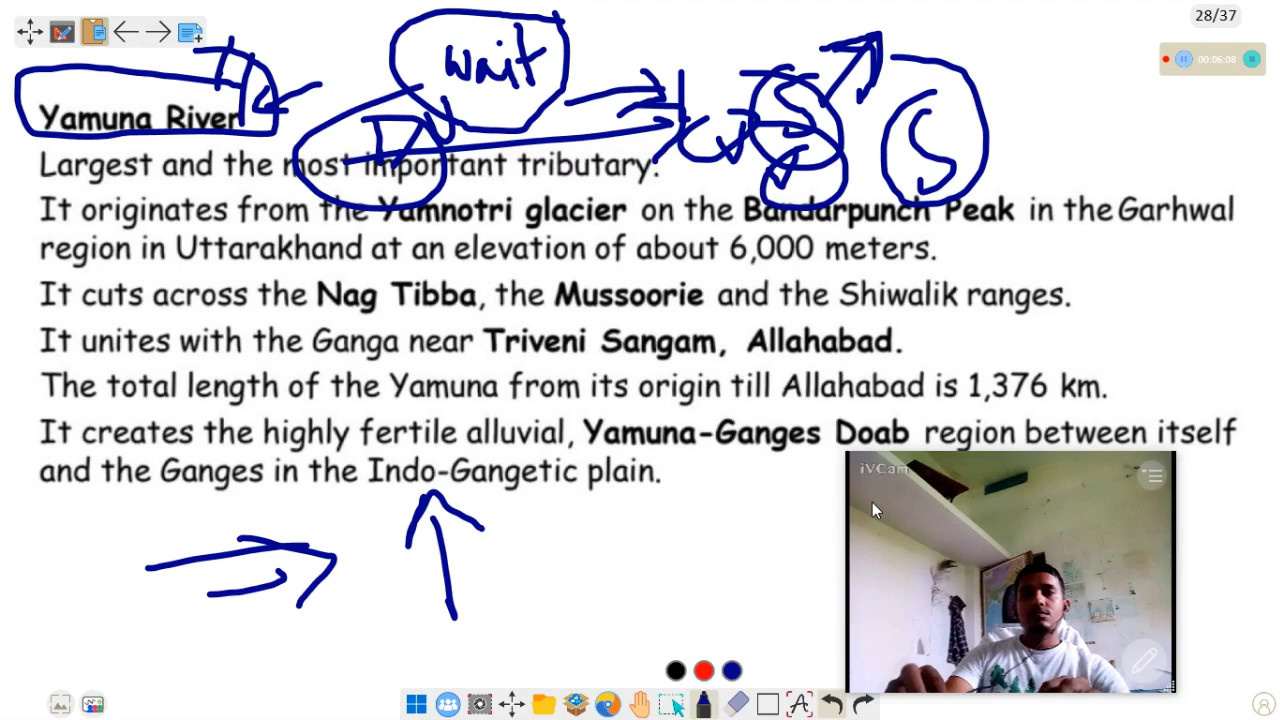 28/37
00:06:08
wait
S
Yamuna River
Largest and the most important tributary.
It originates from the Yamnotri glacier on the Bandarpunch Peak in the Garhwal
region in Uttarakhand at an elevation of about 6,000 meters.
It cuts across the Nag Tibba, the Mussoorie and the Shiwalik ranges.
It unites with the Ganga near Triveni Sangam, Allahabad.
The total length of the Yamuna from its origin till Allahabad is 1,376 km.
It creates the highly fertile alluvial, Yamuna-Ganges Doab region between itself
and the Ganges in the Indo-Gangetic plain.
iVCam